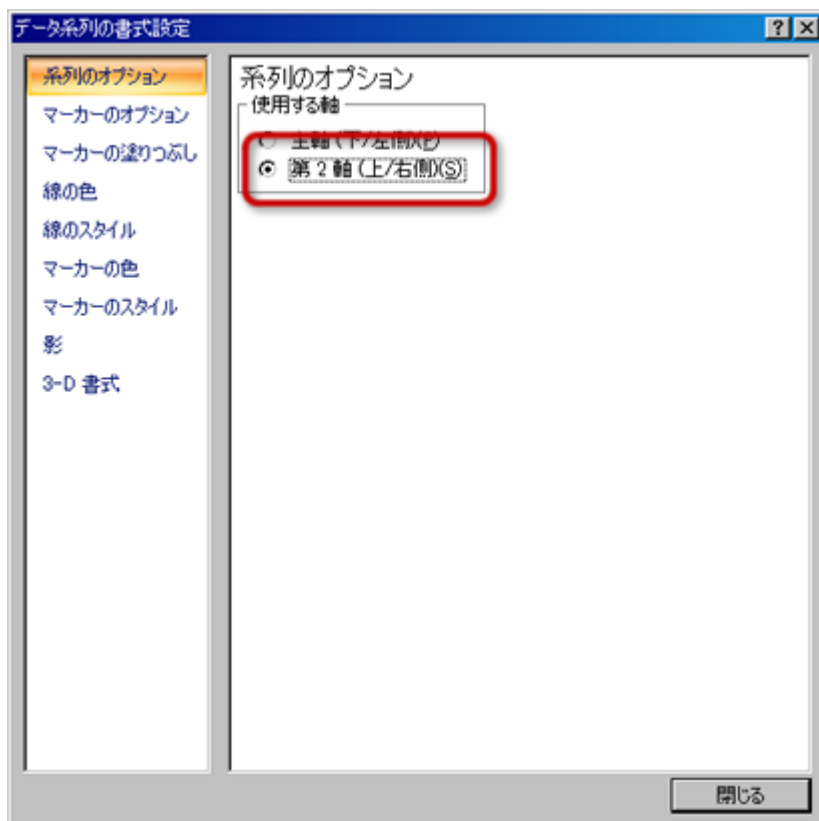 データ系列の書式設定
系列のオプション
マーカーのオプション
マーカーの塗りつぶし
線の色
線のスタイル
マーカーの色
マーカーのスタイル
影
3-D 書式
系列のオプション
使用する軸
主軸 (下/左側)(P)
第 2 軸 (上/右側)(S)
閉じる